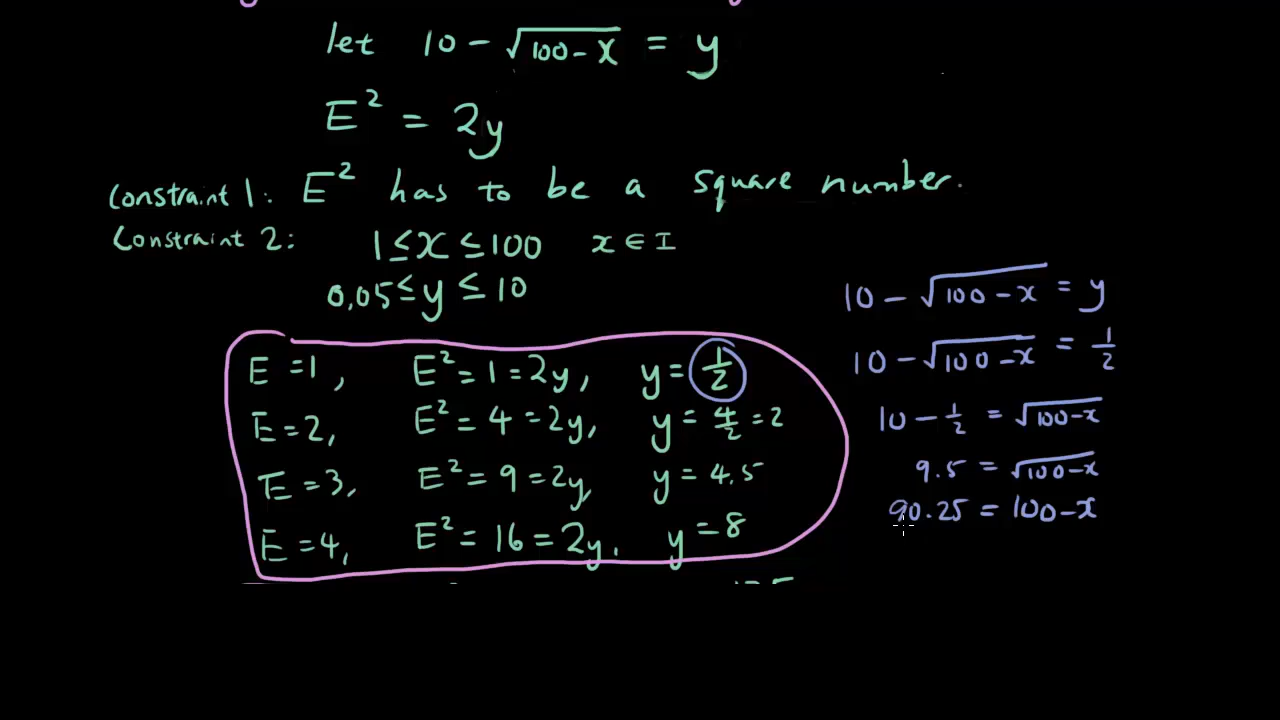 let 10 - √(100-x) = y
E² = 2y
Constraint 1: E² has to be a square number.
Constraint 2: 1 ≤ x ≤ 100 x ∈ I
0.05 ≤ y ≤ 10
E = 1, E² = 1 = 2y, y = 1/2
E = 2, E² = 4 = 2y, y = 4/2 = 2
E = 3, E² = 9 = 2y, y = 4.5
E = 4, E² = 16 = 2y, y = 8
10 - √(100-x) = y
10 - √(100-x) = 1/2
10 - 1/2 = √(100-x)
9.5 = √(100-x)
90.25 = 100-x